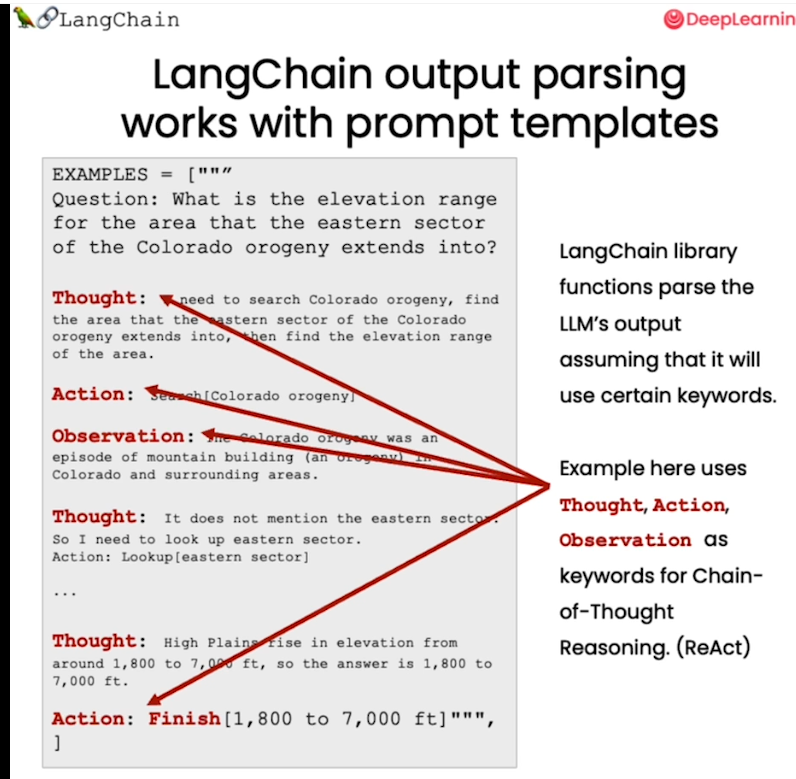 LangChain
DeepLearnin
LangChain output parsing
works with prompt templates
EXAMPLES = ["""
Question: What is the elevation range
for the area that the eastern sector
of the Colorado orogeny extends into?
Thought: need to search Colorado orogeny, find
the area that the eastern sector of the Colorado
orogeny extends into, then find the elevation range
of the area.
Action: Search[Colorado orogeny]
Observation: The Colorado orogeny was an
episode of mountain building (an orogeny) in
Colorado and surrounding areas.
Thought: It does not mention the eastern sector.
So I need to look up eastern sector.
Action: Lookup[eastern sector]
...
Thought: High Plains rise in elevation from
around 1,800 to 7,000 ft, so the answer is 1,800 to
7,000 ft.
Action: Finish[1,800 to 7,000 ft]""",
]
LangChain library
functions parse the
LLM's output
assuming that it will
use certain keywords.
Example here uses
Thought, Action,
Observation as
keywords for Chain-
of-Thought
Reasoning. (ReAct)